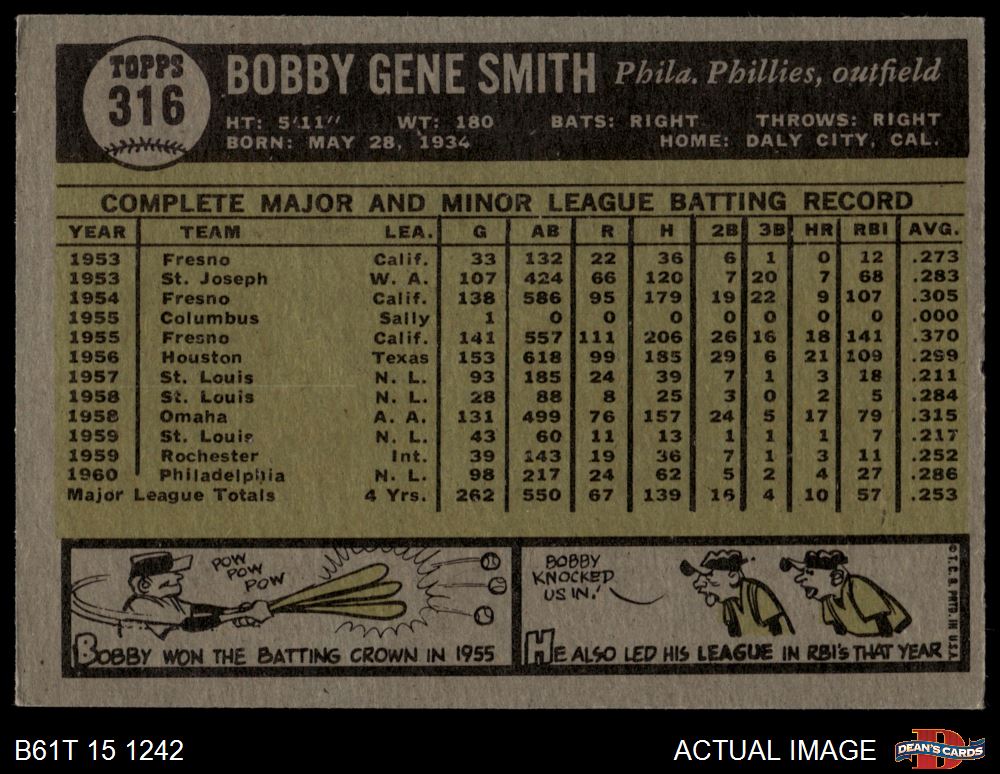 TOPPS
316
BOBBY GENE SMITH Phila. Phillies, outfield
HT: 5'11" WT: 180 BATS: RIGHT THROWS: RIGHT
BORN: MAY 28, 1934 HOME: DALY CITY, CAL.
COMPLETE MAJOR AND MINOR LEAGUE BATTING RECORD
YEAR TEAM LEA. G AB R H 2B 3B HR RBI AVG.
1953 Fresno Calif. 33 132 22 36 6 1 0 12 .273
1953 St. Joseph W. A. 107 424 66 120 7 20 7 68 .283
1954 Fresno Calif. 138 586 95 179 19 22 9 107 .305
1955 Columbus Sally 1 0 0 0 0 0 0 0 .000
1955 Fresno Calif. 141 557 111 206 26 16 18 141 .370
1956 Houston Texas 153 618 99 185 29 6 21 109 .299
1957 St. Louis N. L. 93 185 24 39 7 1 3 18 .211
1958 St. Louis N. L. 28 88 8 25 3 0 2 5 .284
1958 Omaha A. A. 131 499 76 157 24 5 17 79 .315
1959 St. Louis N. L. 43 60 11 13 1 1 1 7 .217
1959 Rochester Int. 39 143 19 36 7 1 3 11 .252
1960 Philadelphia N. L. 98 217 24 62 5 2 4 27 .286
Major League Totals 4 Yrs. 262 550 67 139 16 4 10 57 .253
POW
POW
POW
BOBBY WON THE BATTING CROWN IN 1955
BOBBY
KNOCKED
US IN!
HE ALSO LED HIS LEAGUE IN RBI'S THAT YEAR
© T. C. G. PRTD. IN U.S.A.
B61T 15 1242 ACTUAL IMAGE
D
DEAN'S CARDS